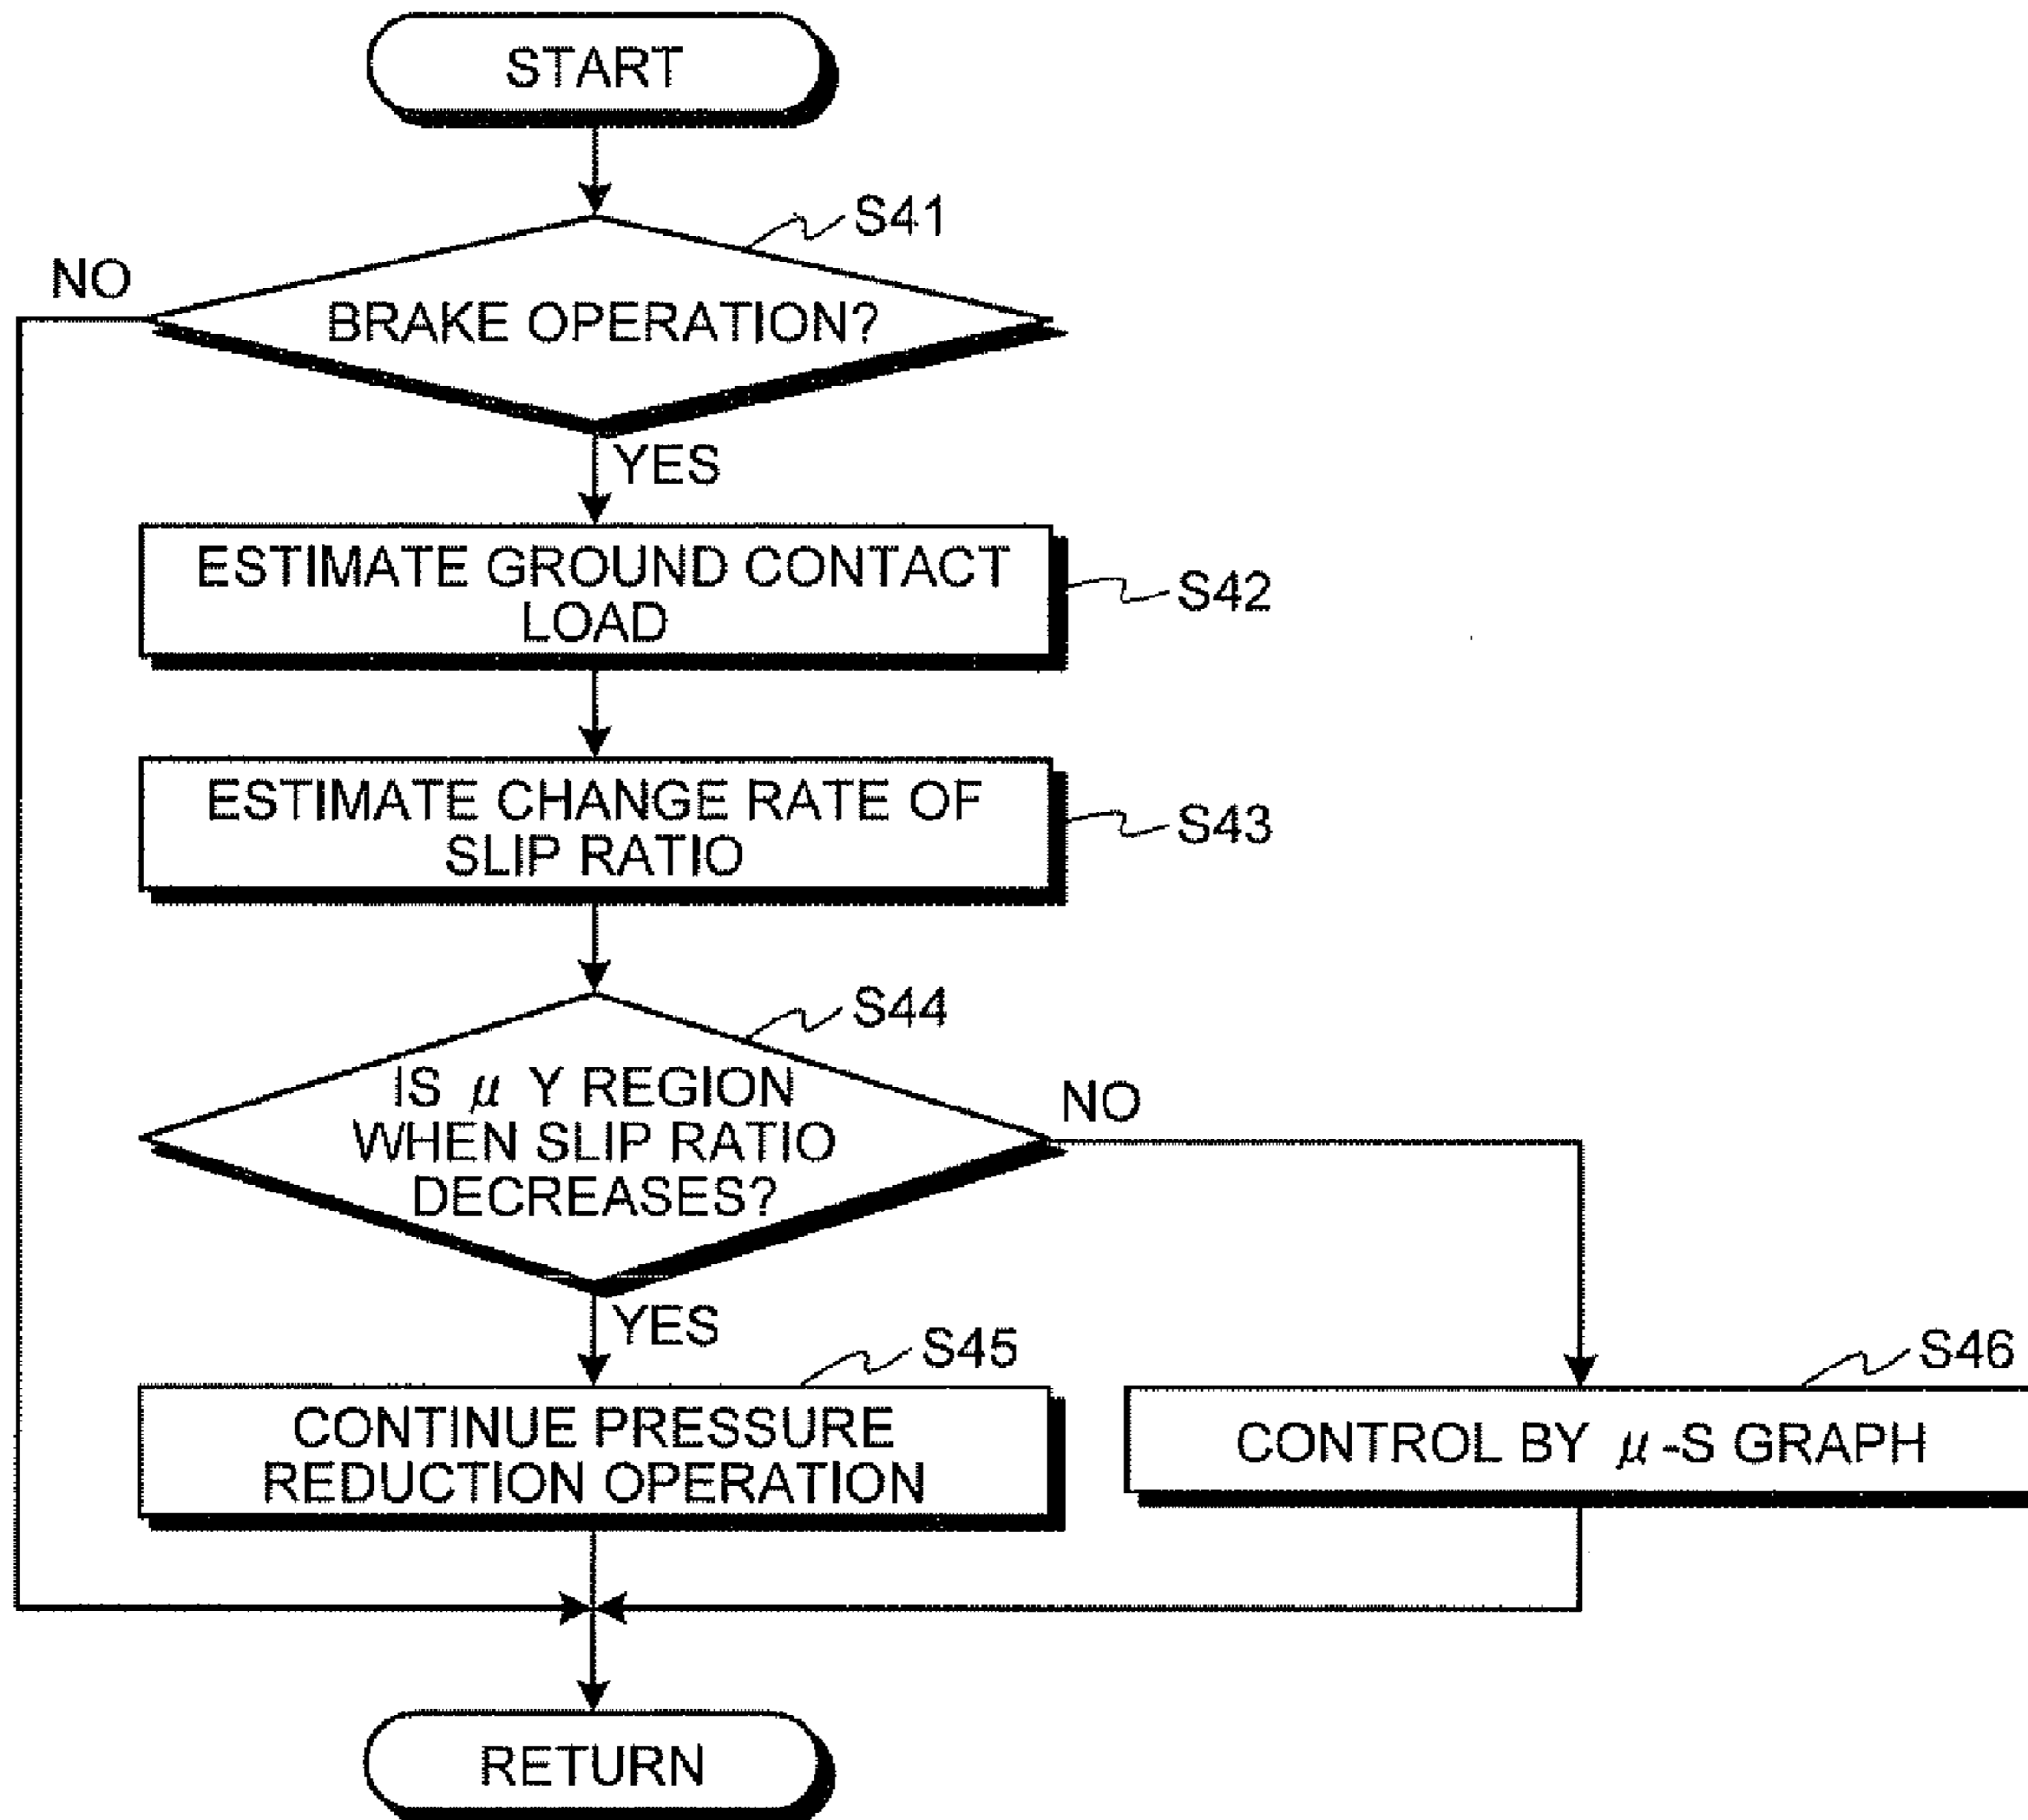 START
S41
NO
BRAKE OPERATION?
YES
ESTIMATE GROUND CONTACT
LOAD
S42
ESTIMATE CHANGE RATE OF
SLIP RATIO
S43
S44
IS μ Y REGION
WHEN SLIP RATIO
DECREASES?
NO
YES
S45
CONTINUE PRESSURE
REDUCTION OPERATION
S46
CONTROL BY μ-S GRAPH
RETURN